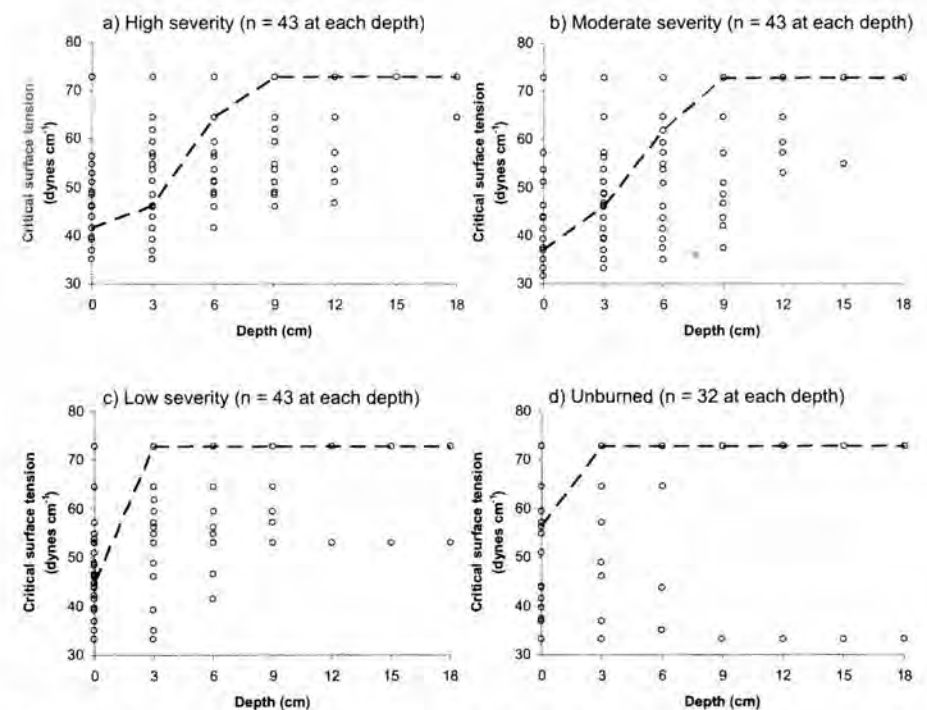 a) High severity (n = 43 at each depth)
80
70
60
50
40
30
Critical surface tension
(dynes cm-1)
0 3 6 9 12 15 18
Depth (cm)
b) Moderate severity (n = 43 at each depth)
80
70
60
50
40
30
Critical surface tension
(dynes cm-1)
0 3 6 9 12 15 18
Depth (cm)
c) Low severity (n = 43 at each depth)
80
70
60
50
40
30
Critical surface tension
(dynes cm-1)
0 3 6 9 12 15 18
Depth (cm)
d) Unburned (n = 32 at each depth)
80
70
60
50
40
30
Critical surface tension
(dynes cm-1)
0 3 6 9 12 15 18
Depth (cm)